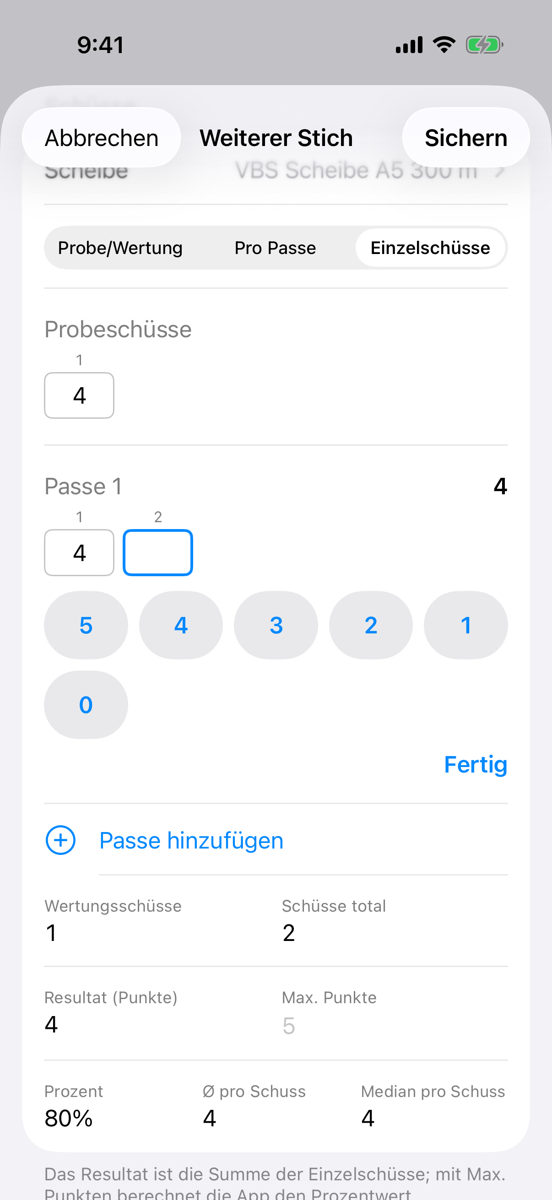 9:41
Abbrechen
Weiterer Stich
Sichern
Scheibe
VBS Scheibe A5 300 m
Probe/Wertung
Pro Passe
Einzelschüsse
Probeschüsse
1
4
Passe 1
4
1
2
4
5
4
3
2
1
0
Fertig
Passe hinzufügen
Wertungsschüsse
Schüsse total
1
2
Resultat (Punkte)
Max. Punkte
4
5
Prozent
Ø pro Schuss
Median pro Schuss
80%
4
4
Das Resultat ist die Summe der Einzelschüsse; mit Max.
Punkten berechnet die App den Prozentwert